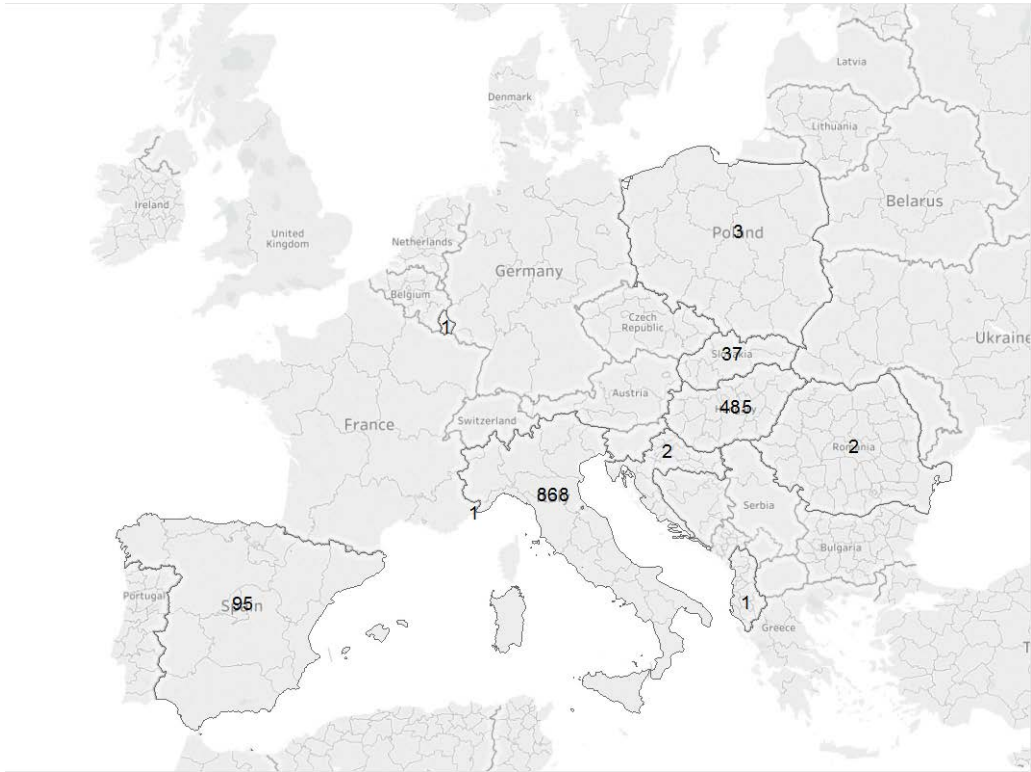 Latvia
Denmark
Lithuania
Belarus
Ireland
United
Kingdom
Netherlands
Poland
3
Germany
Belgium
1
Czech
Republic
Ukraine
37
Austria
485
France
Switzerland
2
Romania
2
868
1
Serbia
Bulgaria
Portugal
Spain
95
1
Greece
T